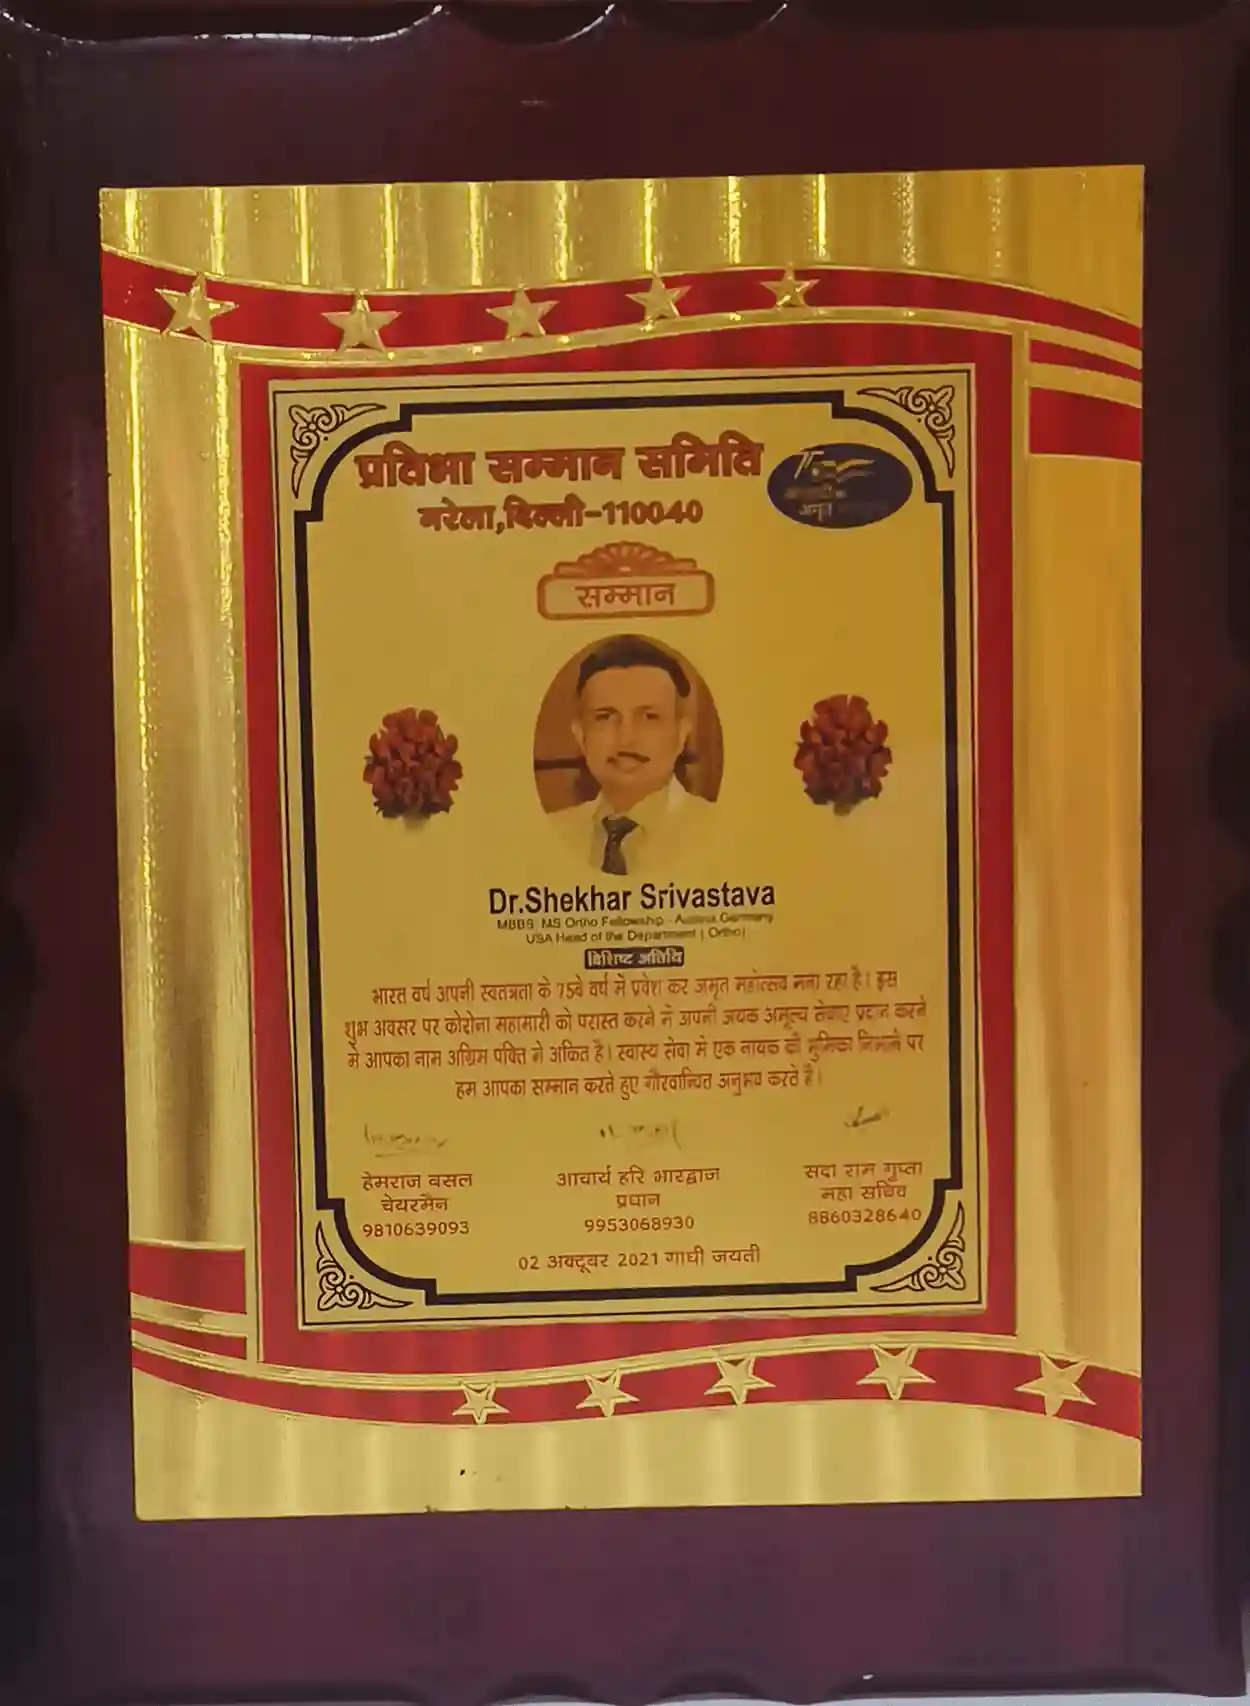 प्रतिभा सम्मान समिति
नरेला,दिल्ली-110040
अमृत
सम्मान
Dr.Shekhar Srivastava
MBBS, MS Ortho Fellowship - Austria Germany
USA Head of the Department ( Ortho)
विशिष्ट अतिथि
भारत वर्ष अपनी स्वतंत्रता के 75वे वर्ष में प्रवेश कर अमृत महोत्सव मना रहा है। इस
शुभ अवसर पर कोरोना महामारी को परास्त करने में अपनी अथक अमूल्य सेवाए प्रदान करने
में आपका नाम अग्रिम पंक्ति में अंकित है। स्वास्थ सेवा में एक नायक की भूमिका निभाने पर
हम आपका सम्मान करते हुए गौरवान्वित अनुभव करते है।
हेमराज बंसल
चेयरमैन
9810639093
आचार्य हरि भारद्वाज
प्रधान
9953068930
सदा राम गुप्ता
महा सचिव
8860328640
02 अक्टूबर 2021 गांधी जयंती